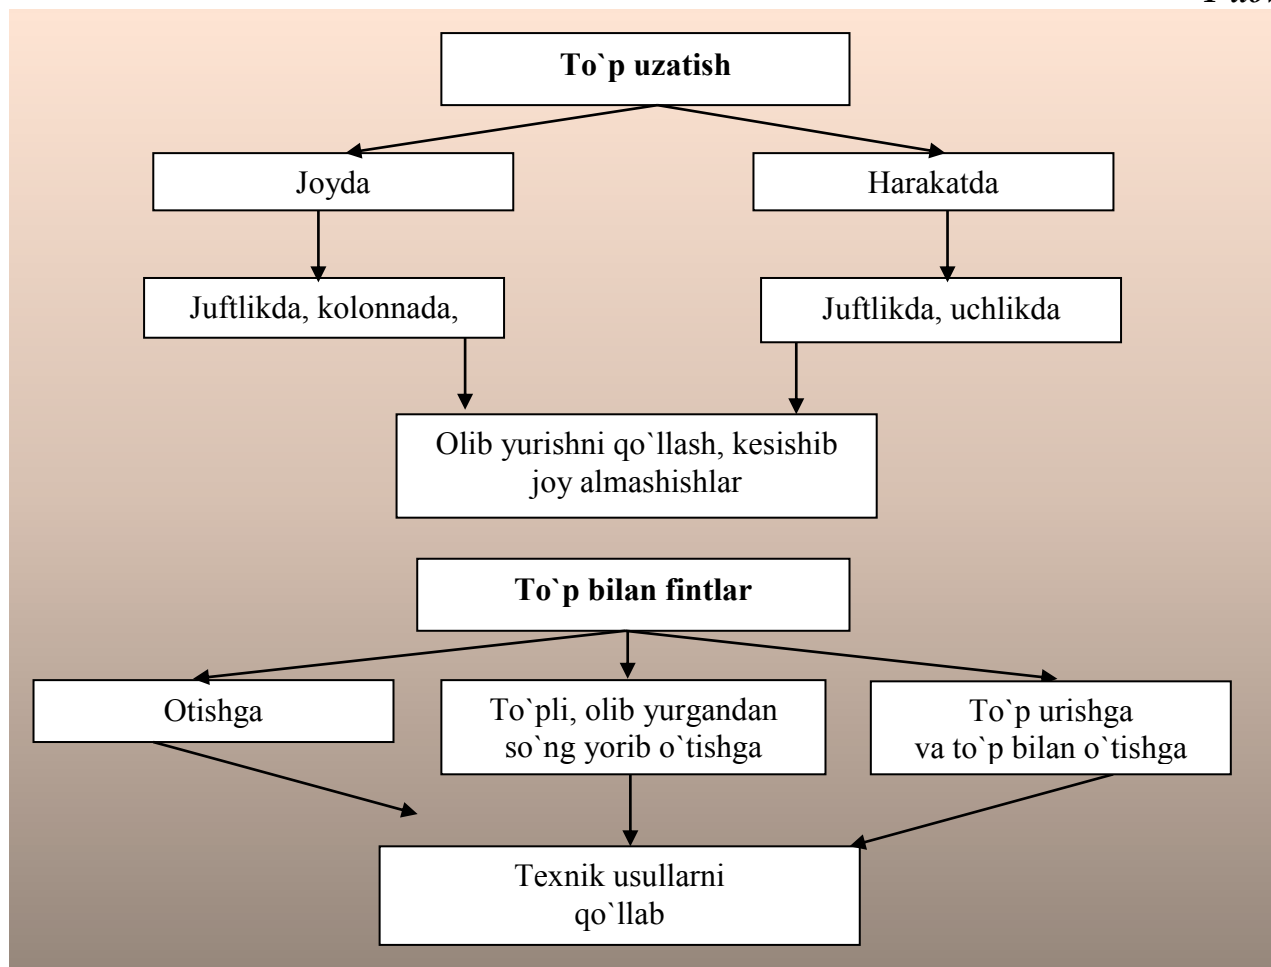 To`p uzatish
Joyda
Harakatda
Juftlikda, kolonnada,
Juftlikda, uchlikda
Olib yurishni qo`llash, kesishib
joy almashishlar
To`p bilan fintlar
Otishga
To`pli, olib yurgandan
so`ng yorib o`tishga
To`p urishga
va to`p bilan o`tishga
Texnik usullarni
qo`llab